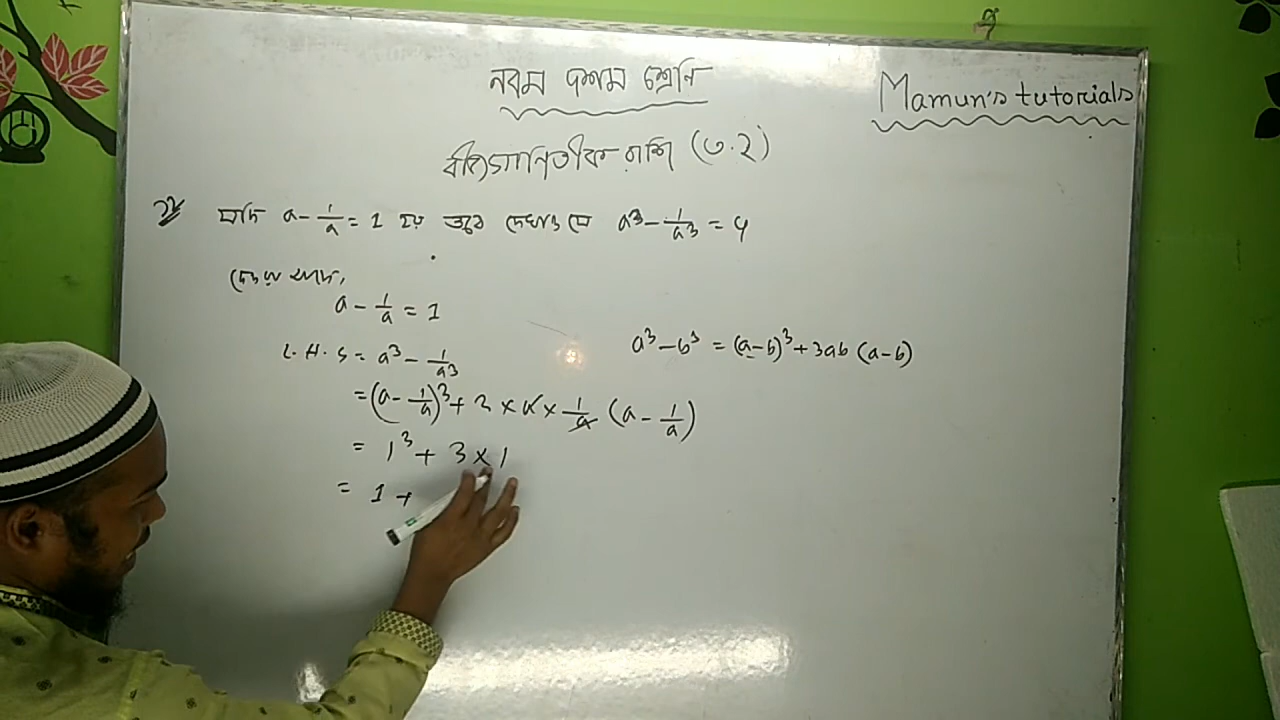 নবম দশম শ্রেণি
Mamun's tutorials
বীজগাণিতীক রাশি (৩.২)
যদি a - 1/a = 1 হয় তবে দেখাও যে a³ - 1/a³ = 4
দেওয়া আছে,
a - 1/a = 1
L.H.S = a³ - 1/a³
a³ - b³ = (a-b)³ + 3ab (a-b)
= (a - 1/a)³ + 3 × a × 1/a (a - 1/a)
= 1³ + 3 × 1
= 1 +